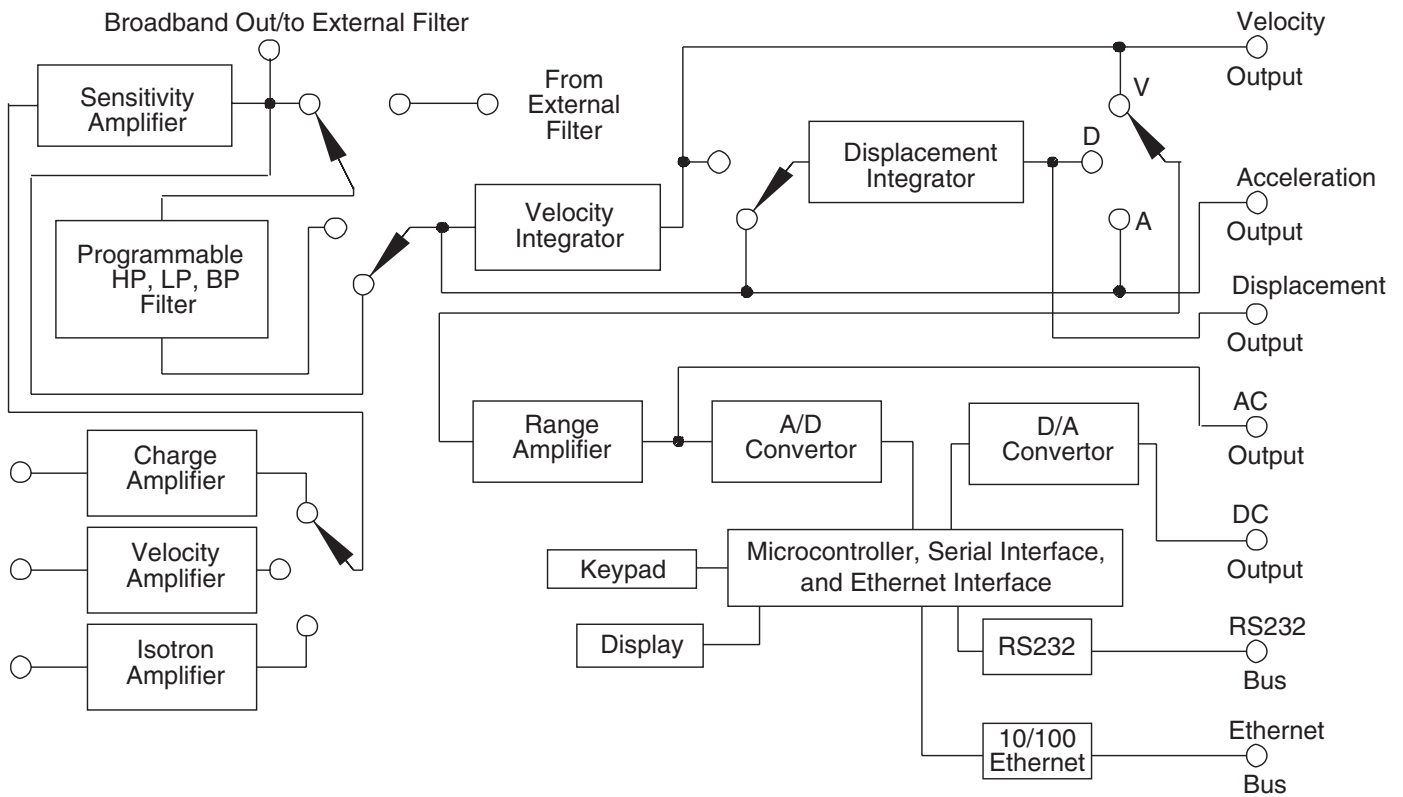 Broadband Out/to External Filter
Sensitivity
Amplifier
From
External
Filter
Velocity
Output
V
D
Displacement
Integrator
Acceleration
Output
A
Velocity
Integrator
Programmable
HP, LP, BP
Filter
Displacement
Output
Range
Amplifier
A/D
Convertor
D/A
Convertor
AC
Output
Charge
Amplifier
DC
Output
Velocity
Amplifier
Keypad
Microcontroller, Serial Interface,
and Ethernet Interface
Isotron
Amplifier
Display
RS232
RS232
Bus
10/100
Ethernet
Ethernet
Bus